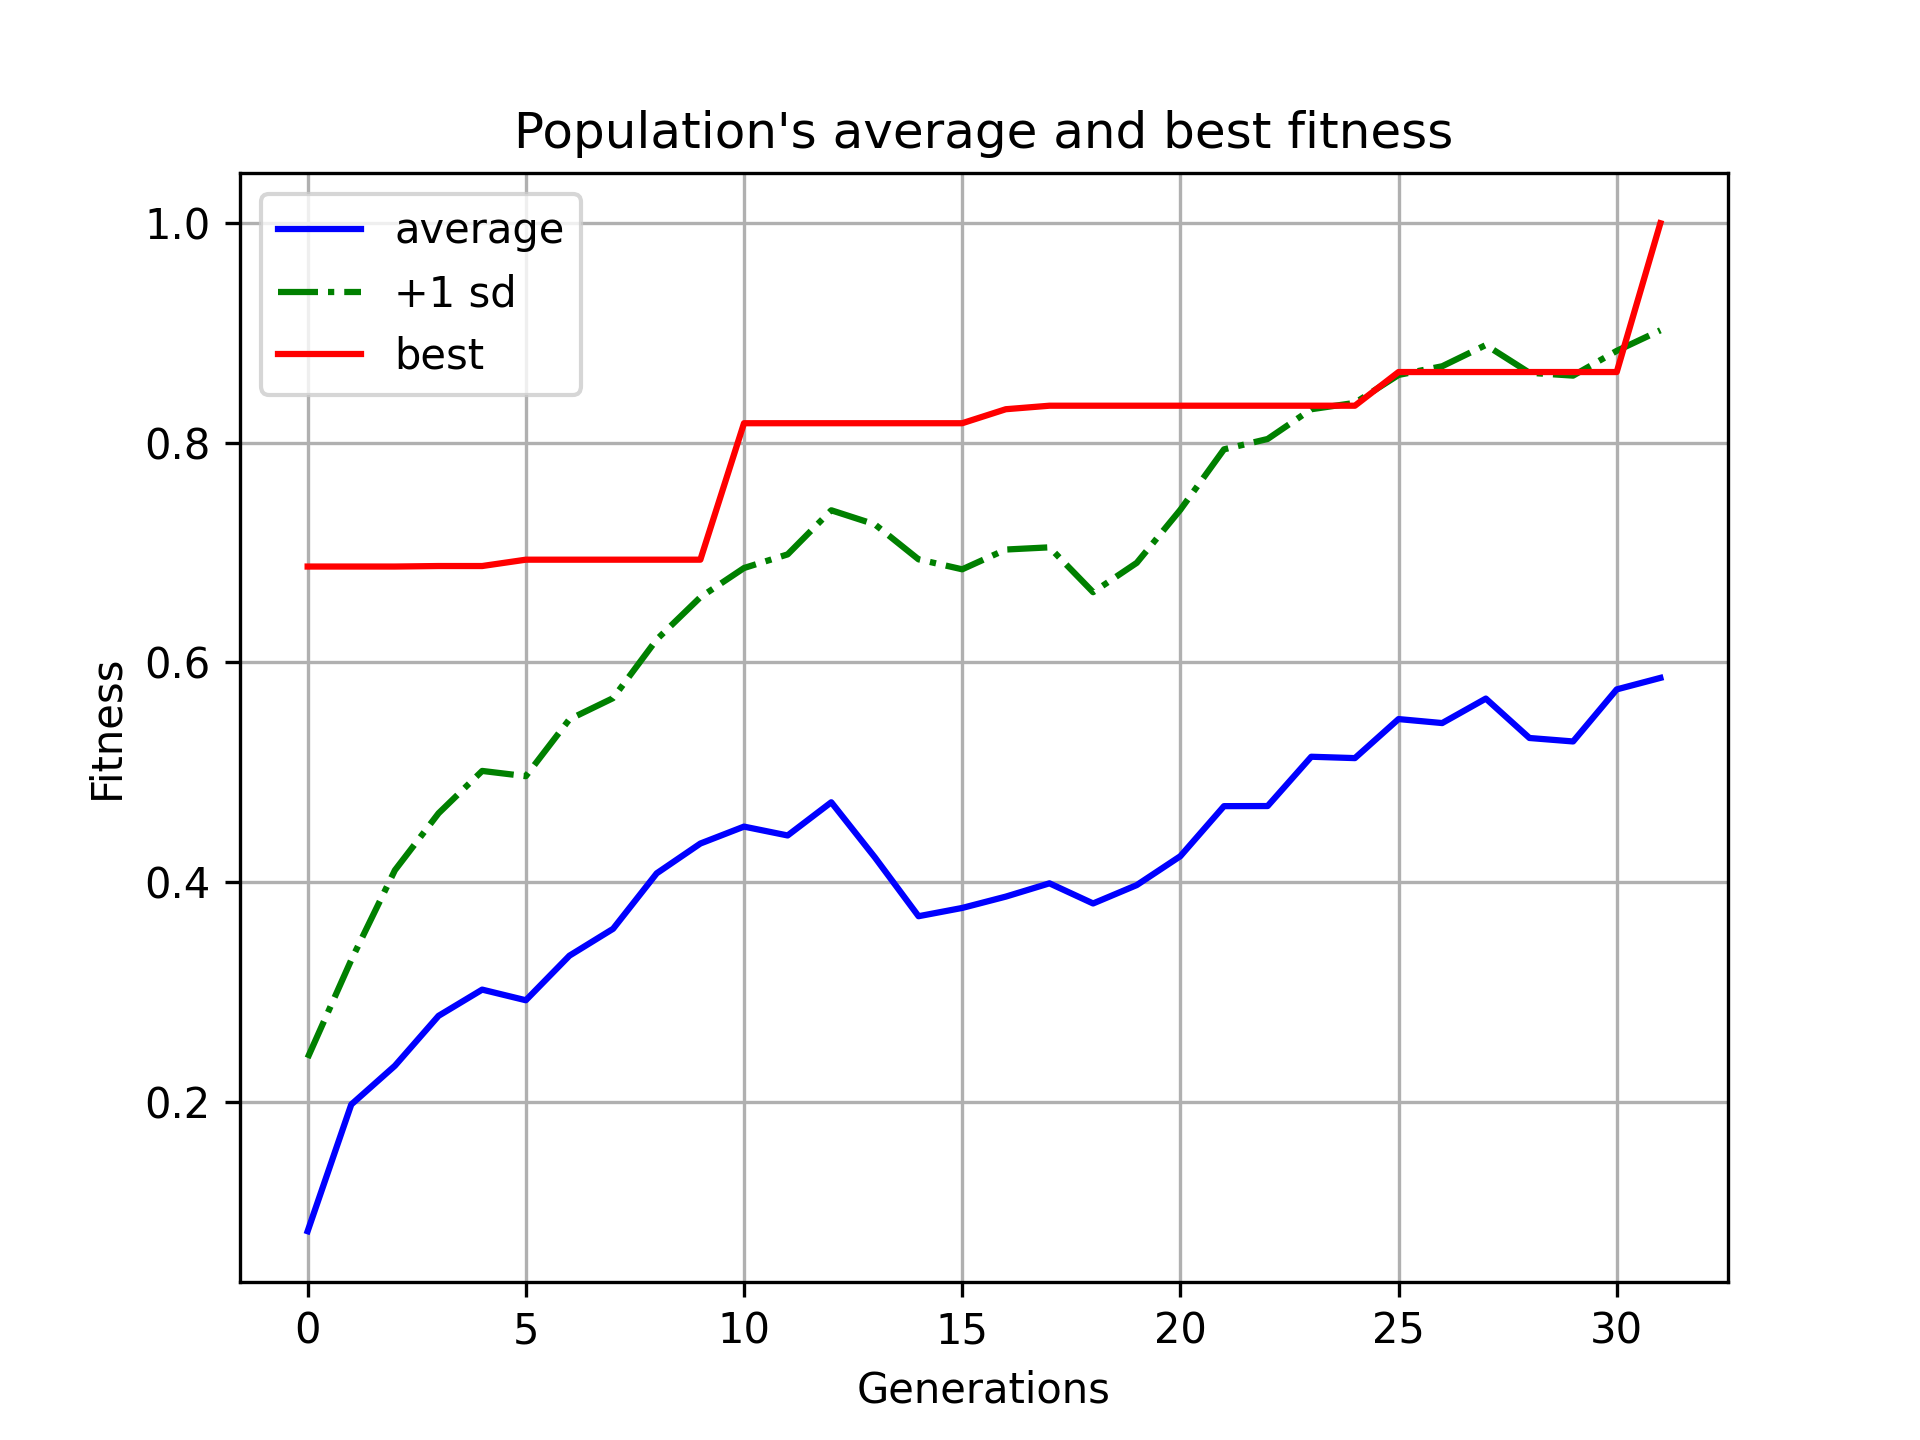 Population's average and best fitness
average
+1 sd
best
1.0
0.8
0.6
0.4
0.2
Fitness
0 5 10 15 20 25 30
Generations